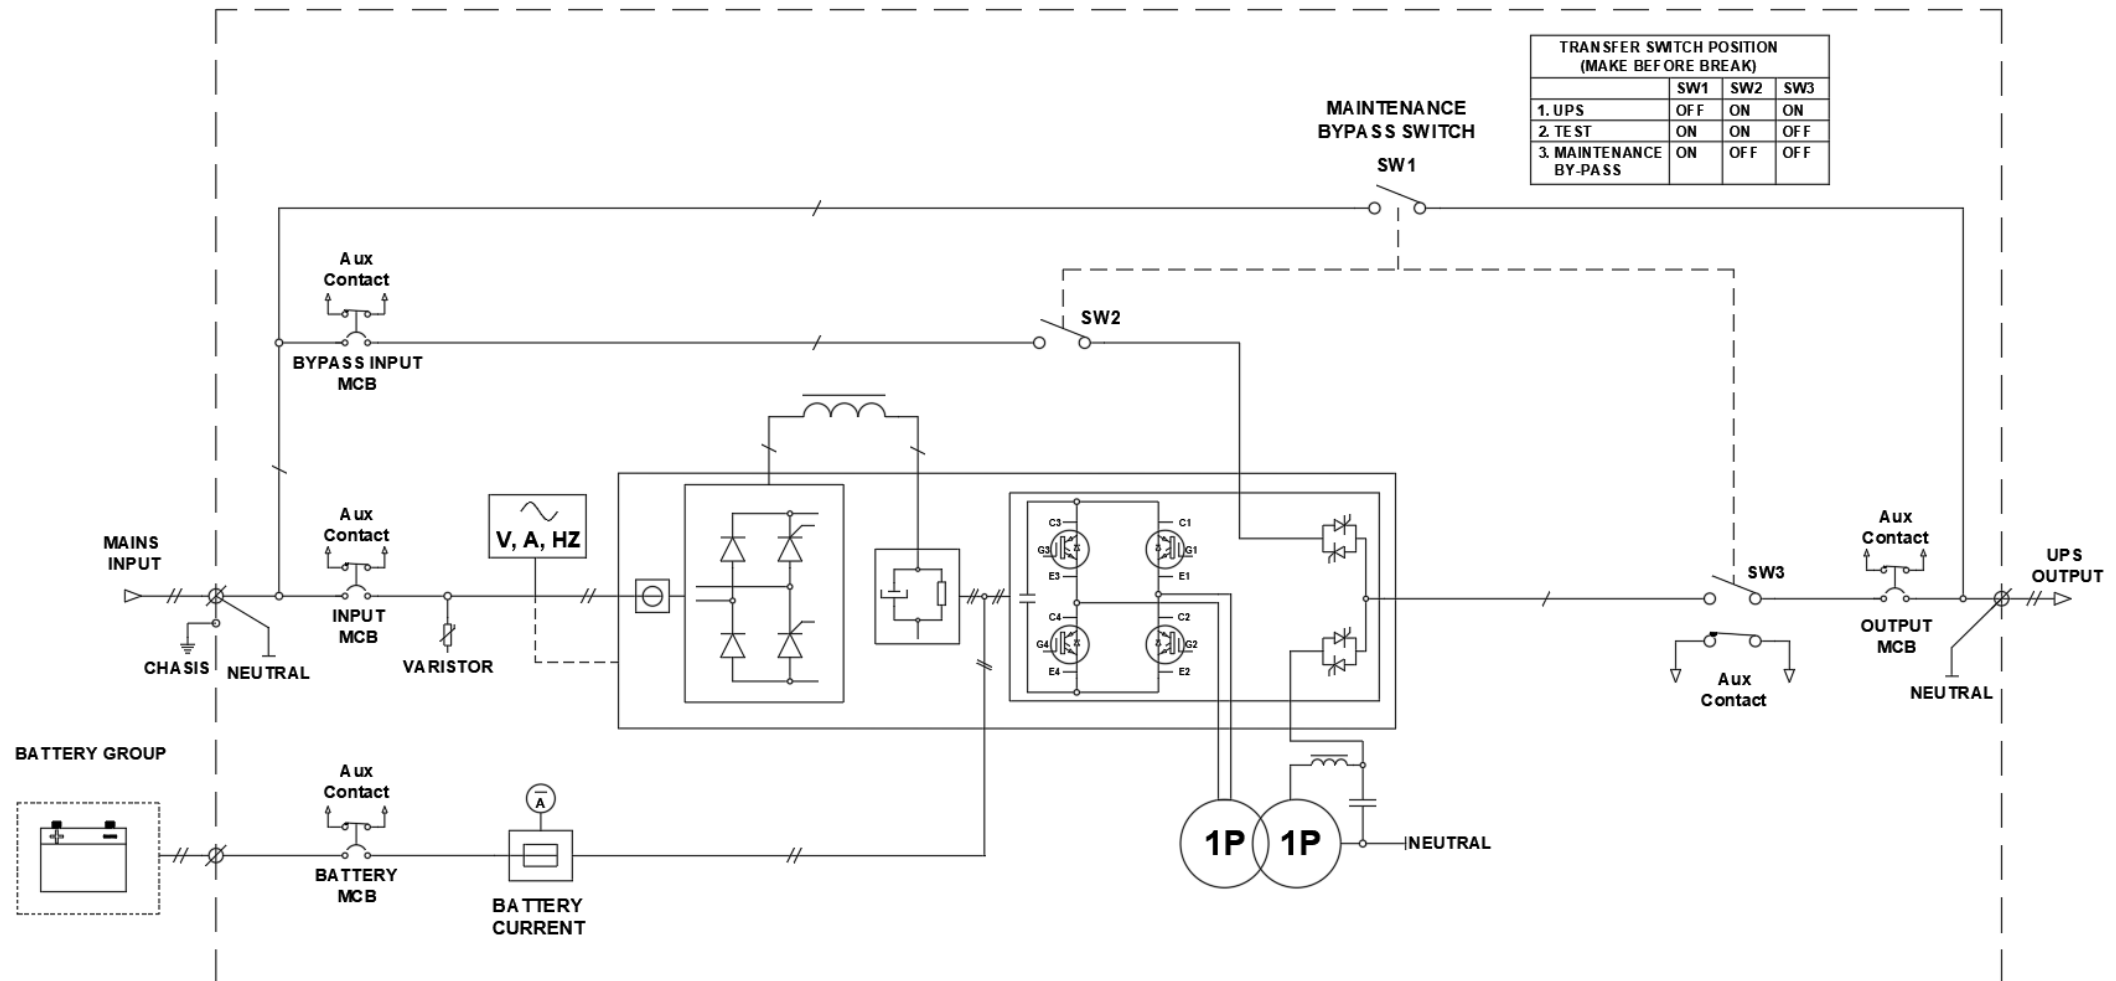 TRANSFER SWITCH POSITION
(MAKE BEFORE BREAK)
SW1 SW2 SW3
1. UPS OFF ON ON
2. TEST ON ON OFF
3. MAINTENANCE ON OFF OFF
BY-PASS
MAINTENANCE
BYPASS SWITCH
SW1
Aux
Contact
BYPASS INPUT
MCB
SW2
MAINS
INPUT
CHASIS
NEUTRAL
Aux
Contact
INPUT
MCB
VARISTOR
V, A, HZ
C3
G3
E3
C1
G1
E1
C4
G4
E4
C2
G2
E2
SW3
Aux
Contact
Aux
Contact
OUTPUT
MCB
UPS
OUTPUT
NEUTRAL
BATTERY GROUP
+ −
Aux
Contact
BATTERY
MCB
A
BATTERY
CURRENT
1P 1P
NEUTRAL